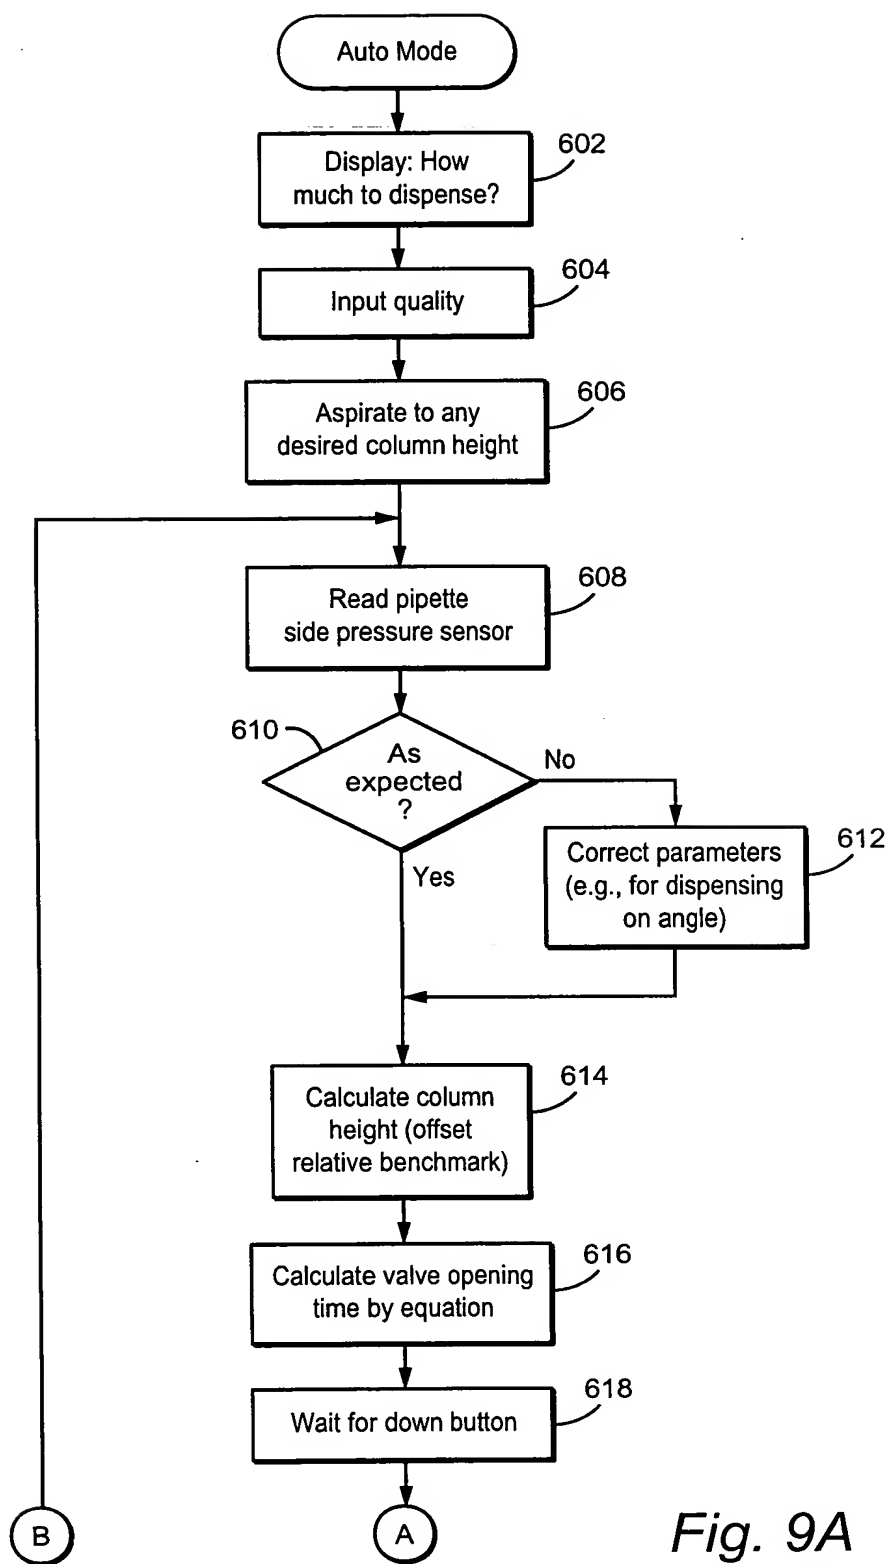 Auto Mode
Display: How
much to dispense?
602
Input quality
604
Aspirate to any
desired column height
606
Read pipette
side pressure sensor
608
610
As
expected
?
No
Yes
Correct parameters
(e.g., for dispensing
on angle)
612
Calculate column
height (offset
relative benchmark)
614
Calculate valve opening
time by equation
616
Wait for down button
618
B
A
Fig. 9A